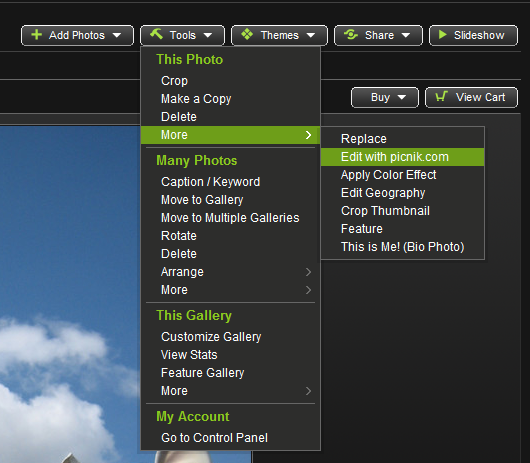 Add Photos
Tools
Themes
Share
Slideshow
Buy
View Cart
This Photo
Crop
Make a Copy
Delete
More
Replace
Edit with picnik.com
Apply Color Effect
Edit Geography
Crop Thumbnail
Feature
This is Me! (Bio Photo)
Many Photos
Caption / Keyword
Move to Gallery
Move to Multiple Galleries
Rotate
Delete
Arrange
More
This Gallery
Customize Gallery
View Stats
Feature Gallery
More
My Account
Go to Control Panel